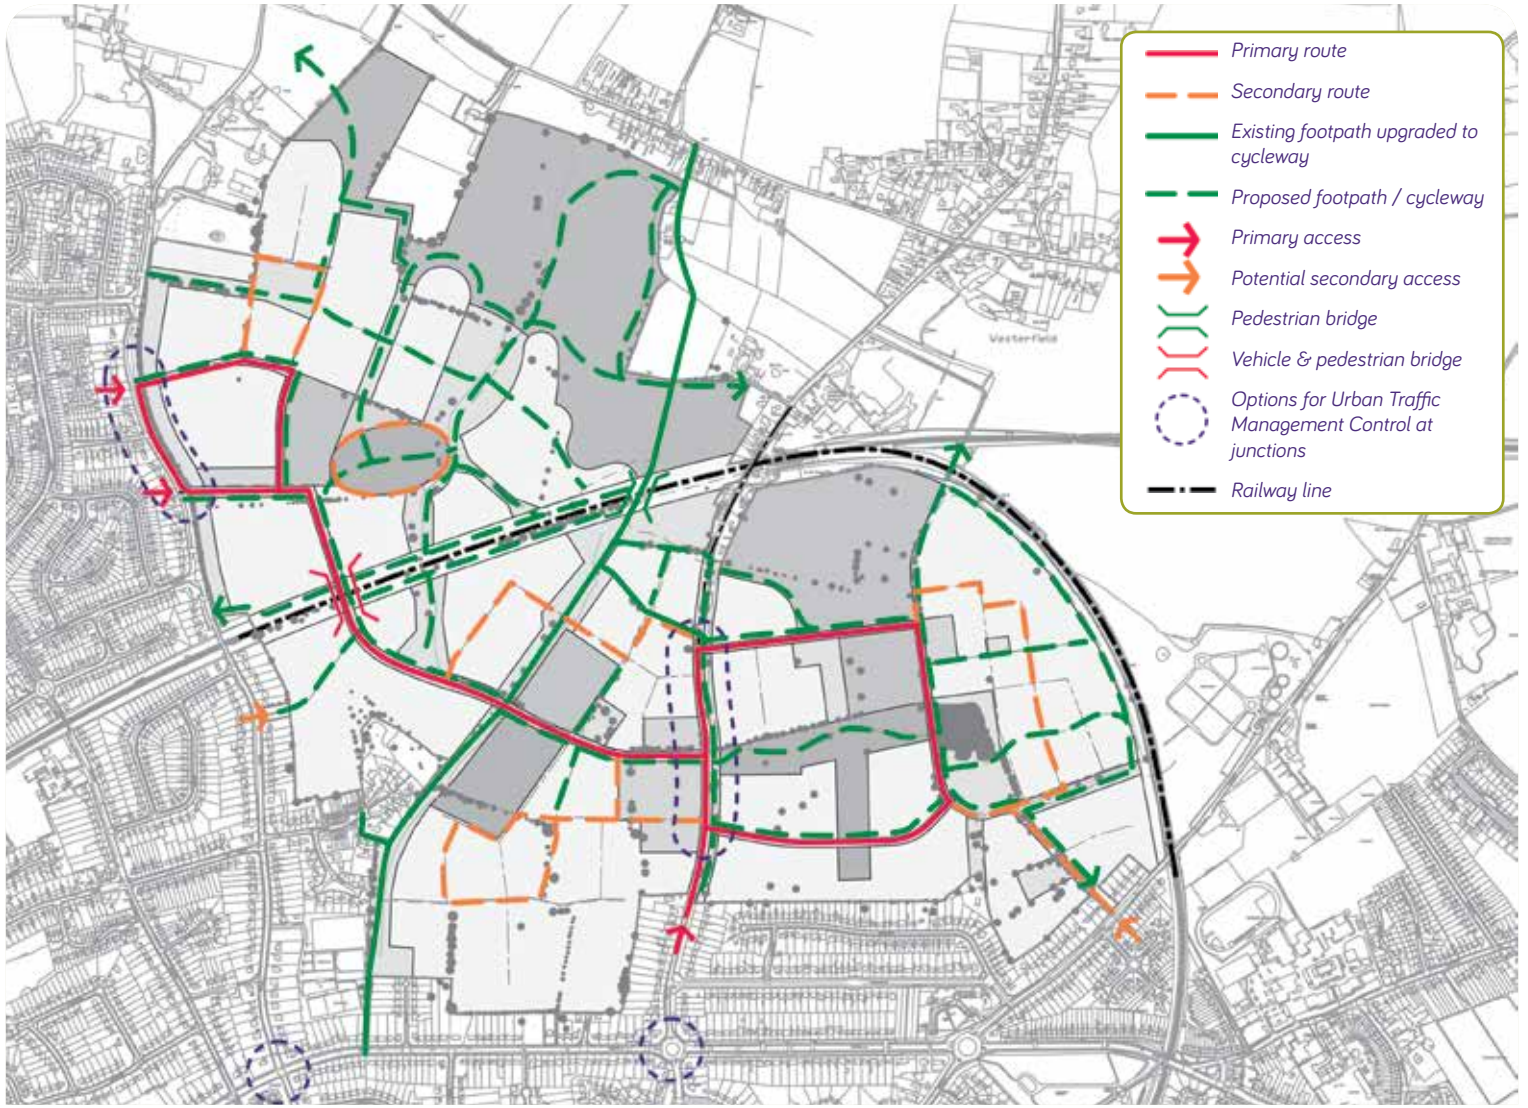 Primary route
Secondary route
Existing footpath upgraded to
cycleway
Proposed footpath / cycleway
Primary access
Potential secondary access
Pedestrian bridge
Vehicle & pedestrian bridge
Options for Urban Traffic
Management Control at
junctions
Railway line
Westerfield